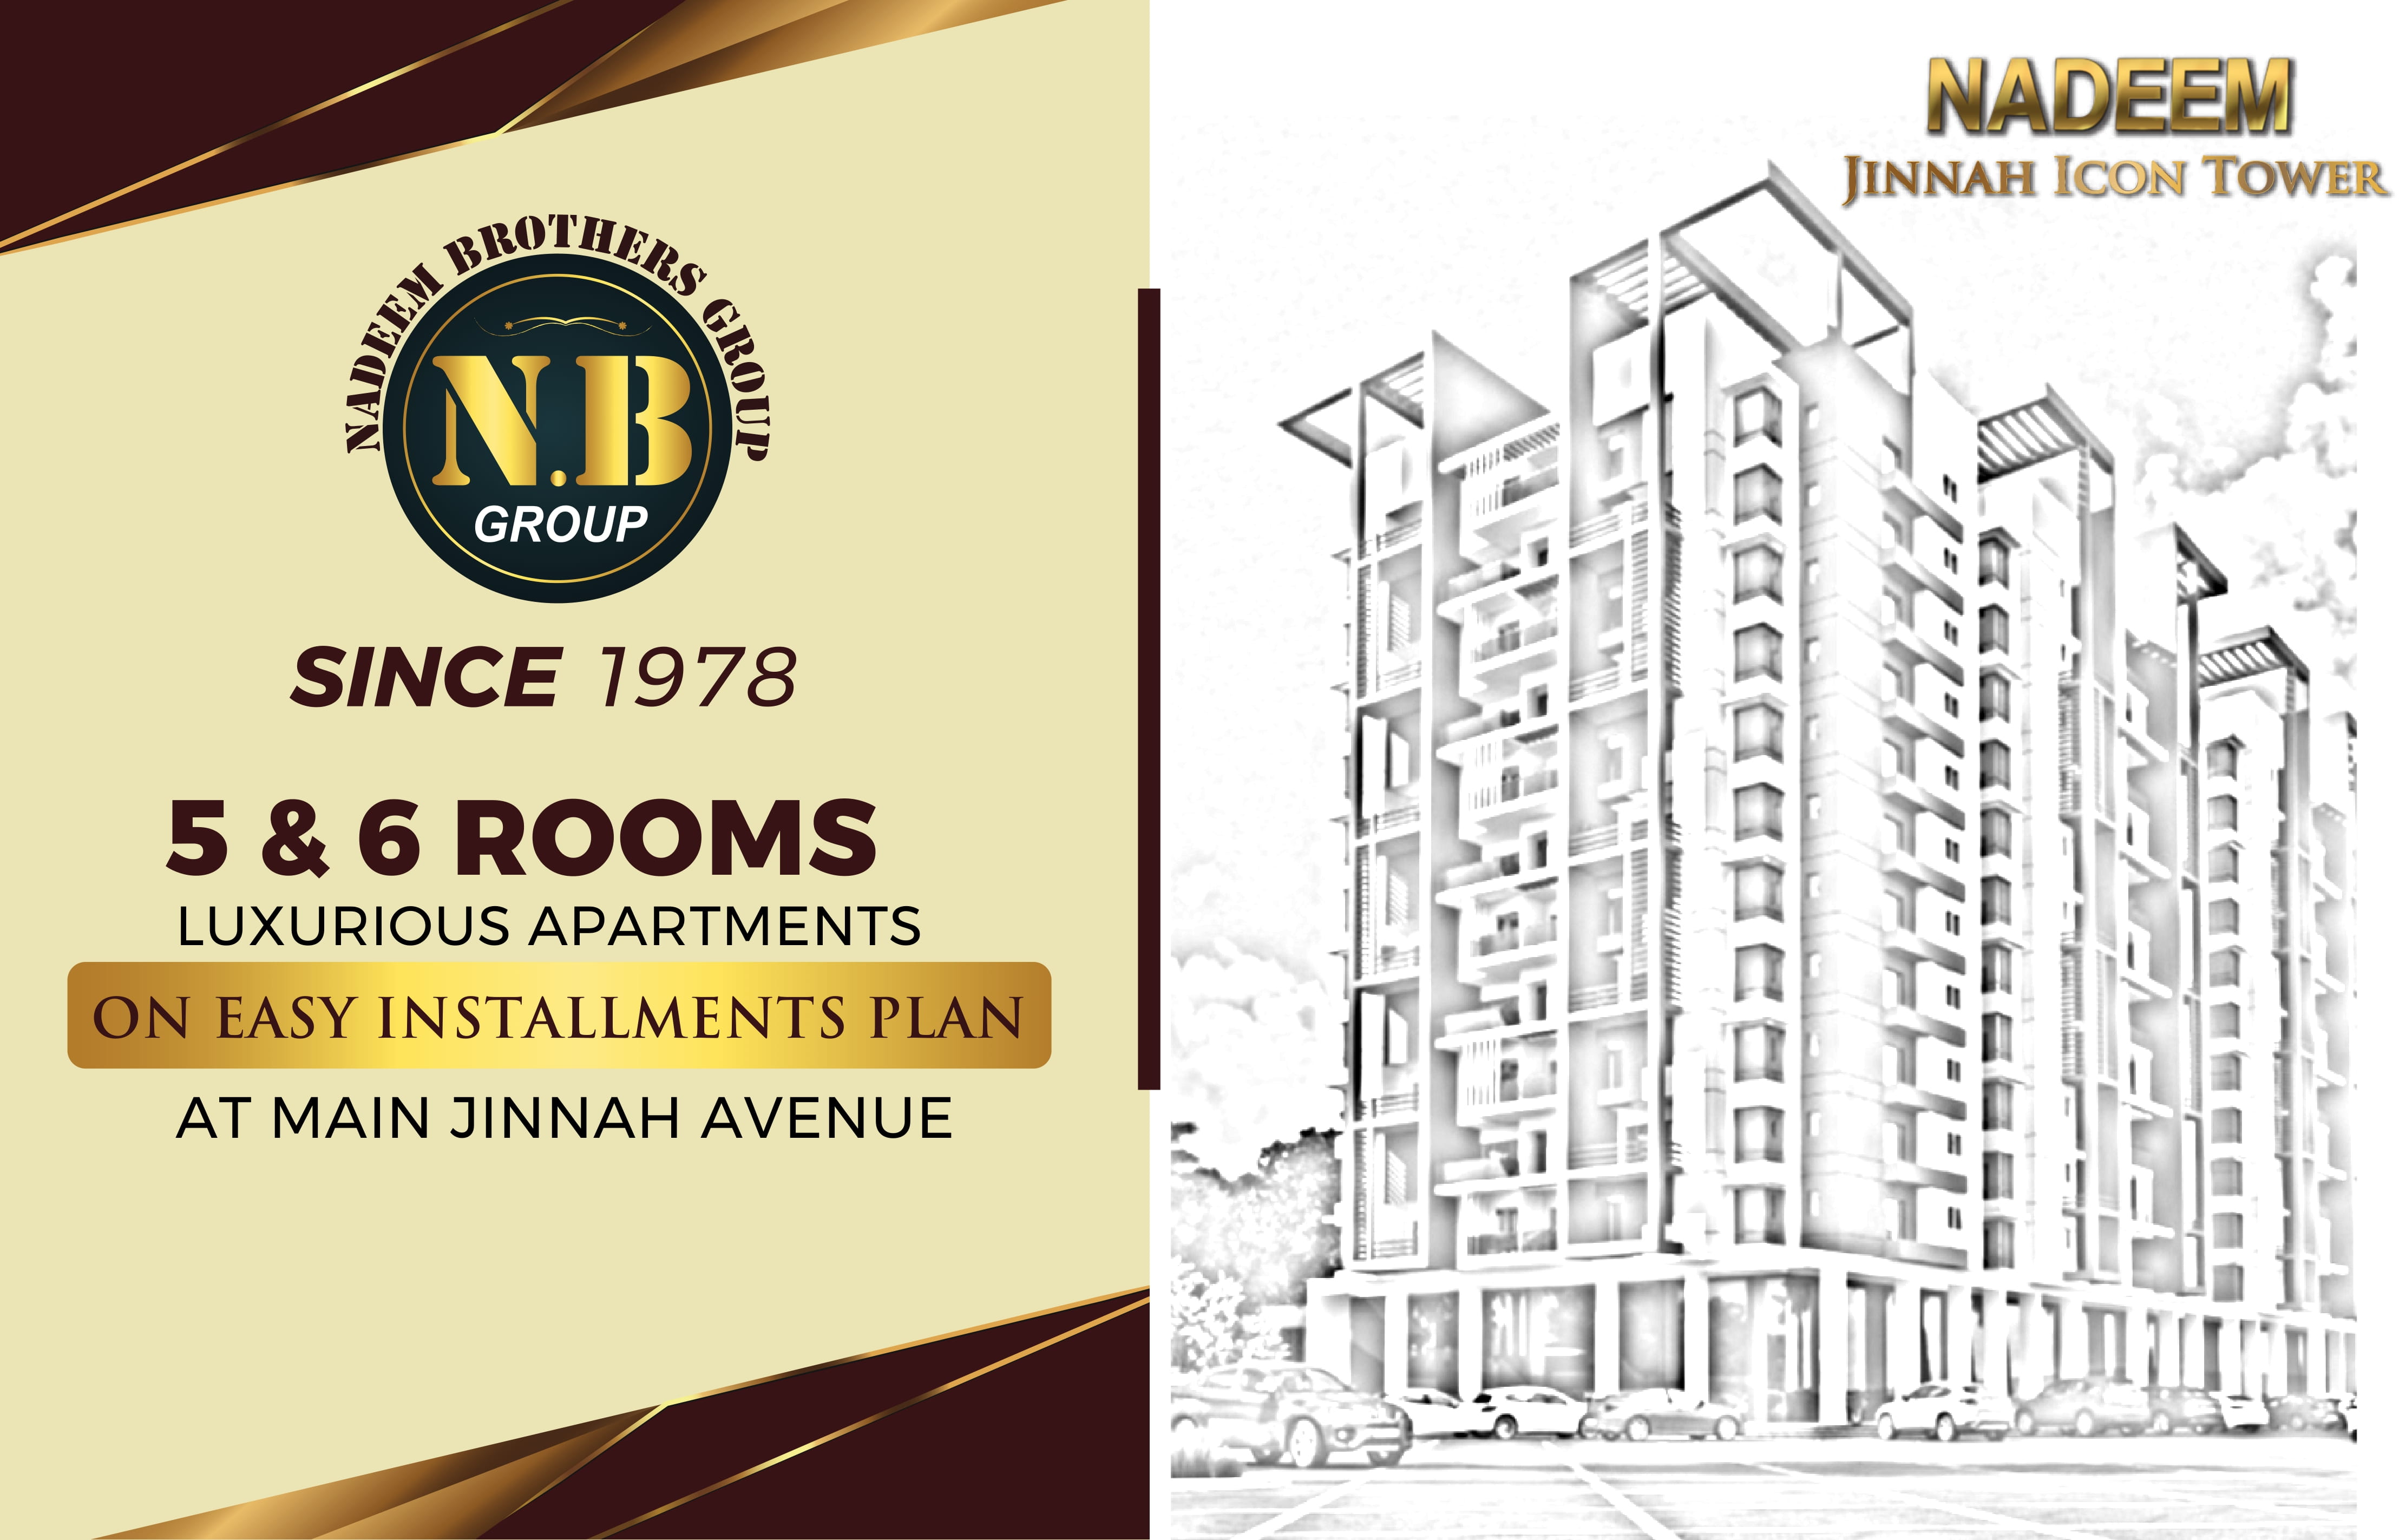 NADEEM BROTHERS GROUP
N.B
GROUP
SINCE 1978
5 & 6 ROOMS
LUXURIOUS APARTMENTS
ON EASY INSTALLMENTS PLAN
AT MAIN JINNAH AVENUE
NADEEM
JINNAH ICON TOWER